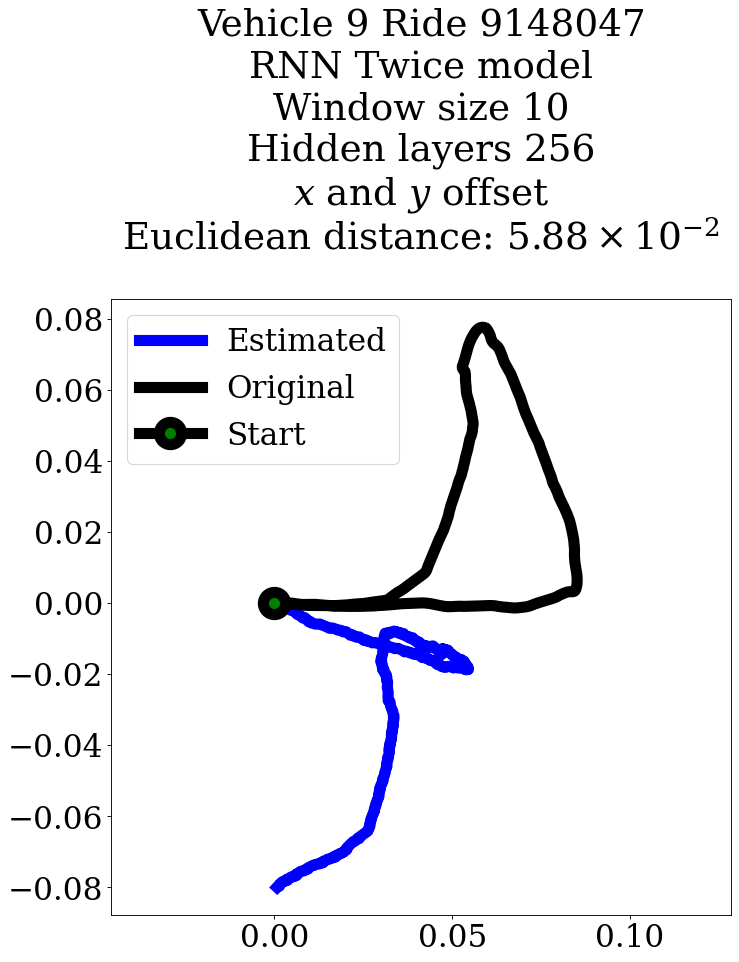 Vehicle 9 Ride 9148047
RNN Twice model
Window size 10
Hidden layers 256
x and y offset
Euclidean distance: 5.88 × 10⁻²
Estimated
Original
Start
0.08
0.06
0.04
0.02
0.00
−0.02
−0.04
−0.06
−0.08
0.00 0.05 0.10